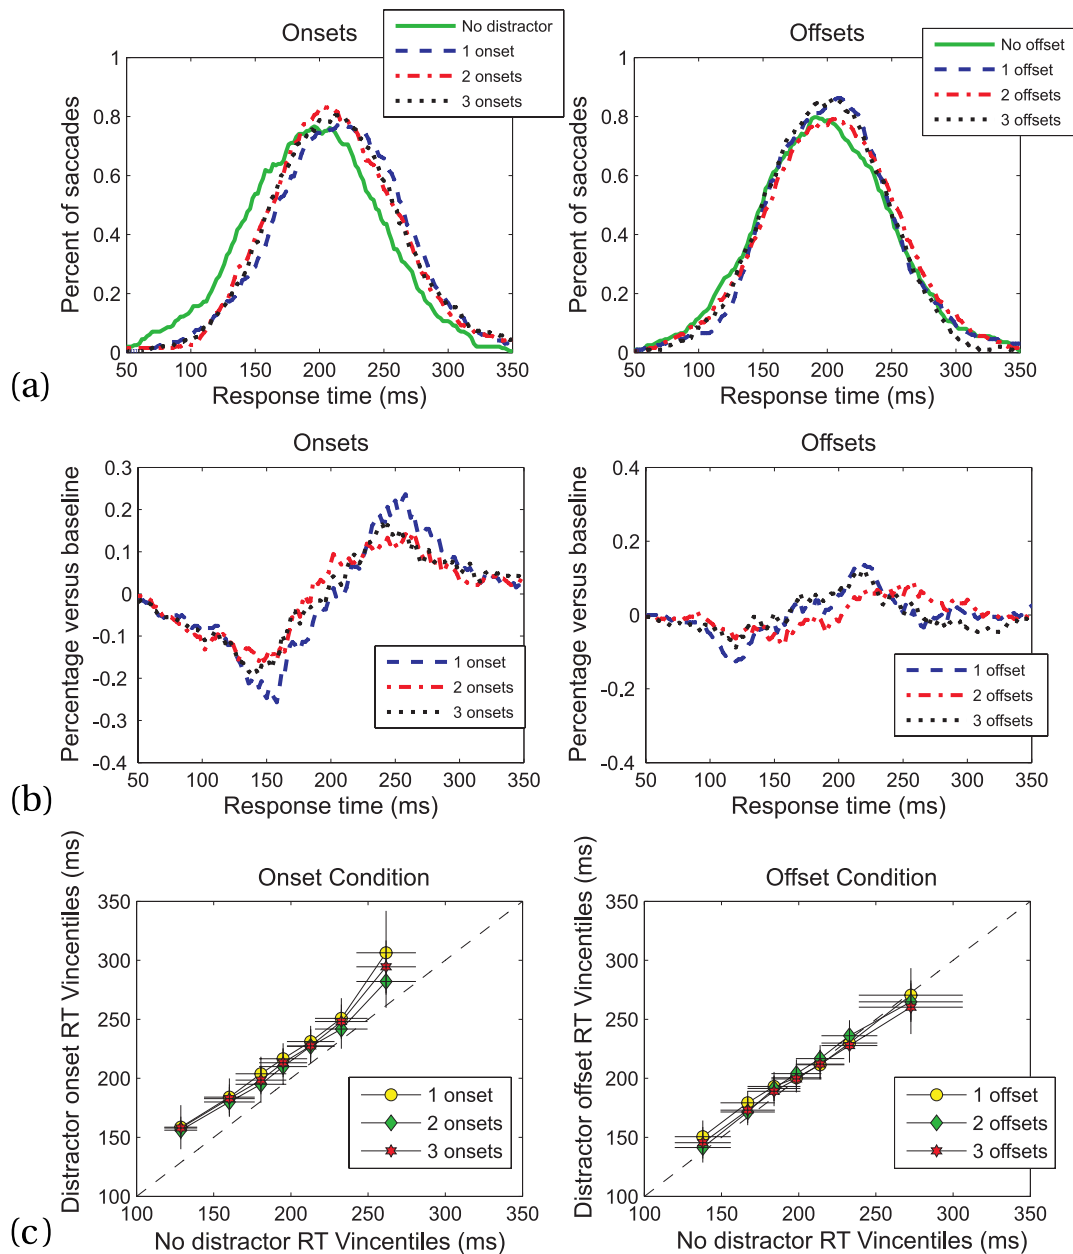 Onsets
No distractor
1 onset
2 onsets
3 onsets
Percent of saccades
1
0.8
0.6
0.4
0.2
0
50 100 150 200 250 300 350
Response time (ms)
Offsets
No offset
1 offset
2 offsets
3 offsets
Percent of saccades
1
0.8
0.6
0.4
0.2
0
50 100 150 200 250 300 350
Response time (ms)
(a)
Onsets
Percentage versus baseline
0.3
0.2
0.1
0
-0.1
-0.2
-0.3
-0.4
1 onset
2 onsets
3 onsets
50 100 150 200 250 300 350
Response time (ms)
Offsets
Percentage versus baseline
0.4
0.2
0
-0.2
-0.4
1 offset
2 offsets
3 offsets
50 100 150 200 250 300 350
Response time (ms)
(b)
Onset Condition
Distractor onset RT Vincentiles (ms)
350
300
250
200
150
100
1 onset
2 onsets
3 onsets
100 150 200 250 300 350
No distractor RT Vincentiles (ms)
Offset Condition
Distractor offset RT Vincentiles (ms)
350
300
250
200
150
100
1 offset
2 offsets
3 offsets
100 150 200 250 300 350
No distractor RT Vincentiles (ms)
(c)